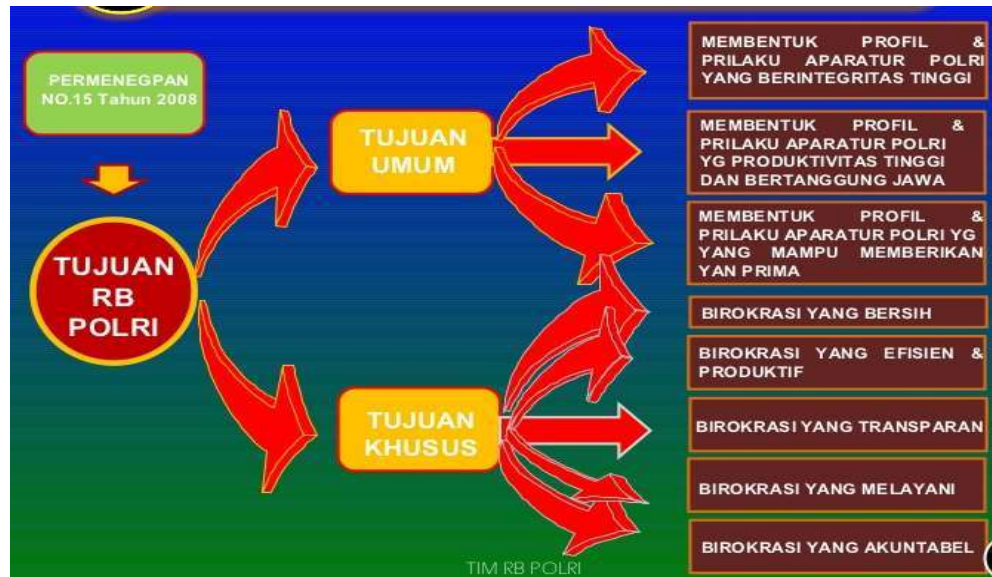 PERMENEGPAN
NO.15 Tahun 2008
TUJUAN
RB
POLRI
TUJUAN
UMUM
MEMBENTUK PROFIL &
PRILAKU APARATUR POLRI
YANG BERINTEGRITAS TINGGI
MEMBENTUK PROFIL &
PRILAKU APARATUR POLRI
YG PRODUKTIVITAS TINGGI
DAN BERTANGGUNG JAWA
MEMBENTUK PROFIL &
PRILAKU APARATUR POLRI YG
YANG MAMPU MEMBERIKAN
YAN PRIMA
TUJUAN
KHUSUS
BIROKRASI YANG BERSIH
BIROKRASI YANG EFISIEN &
PRODUKTIF
BIROKRASI YANG TRANSPARAN
BIROKRASI YANG MELAYANI
BIROKRASI YANG AKUNTABEL
TIM RB POLRI